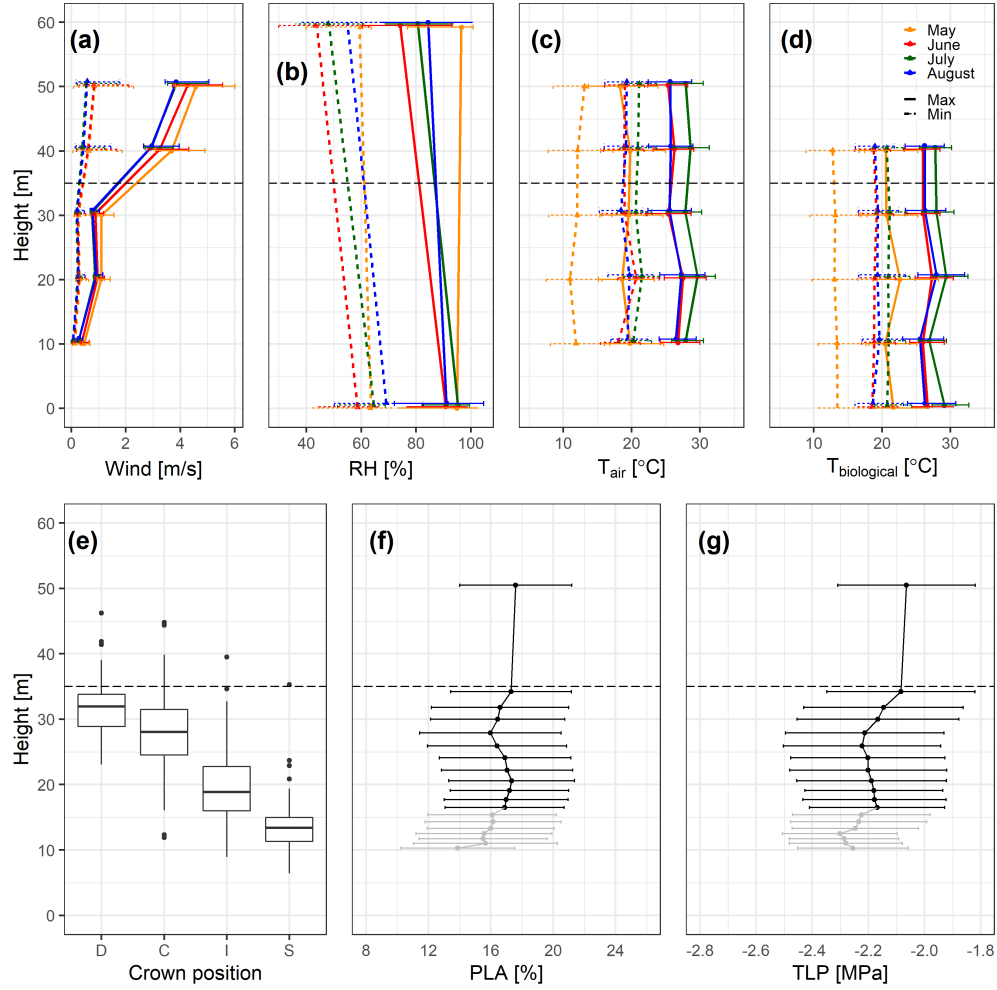 (a)
(b)
(c)
(d)
May
June
July
August
Max
Min
Height [m]
60
50
40
30
20
10
0
0 2 4 6
Wind [m/s]
40 60 80 100
RH [%]
10 20 30
Tair [°C]
10 20 30
Tbiological [°C]
(e)
(f)
(g)
Height [m]
60
50
40
30
20
10
0
D C I S
Crown position
8 12 16 20 24
PLA [%]
-2.8 -2.6 -2.4 -2.2 -2.0 -1.8
TLP [MPa]